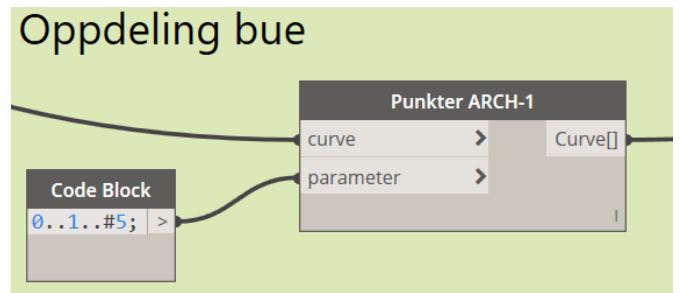 Oppdeling bue
Punkter ARCH-1
curve > Curve[]
parameter >
Code Block
0..1..#5; >
l